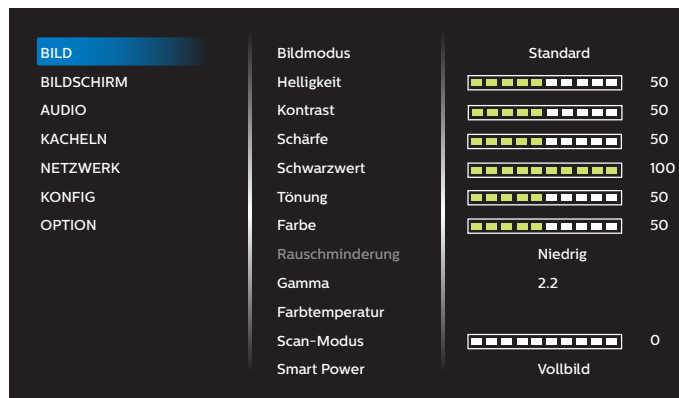 BILD Bildmodus Standard
BILDSCHIRM Helligkeit 50
AUDIO Kontrast 50
KACHELN Schärfe 50
NETZWERK Schwarzwert 100
KONFIG Tönung 50
OPTION Farbe 50
Rauschminderung Niedrig
Gamma 2.2
Farbtemperatur
Scan-Modus 0
Smart Power Vollbild